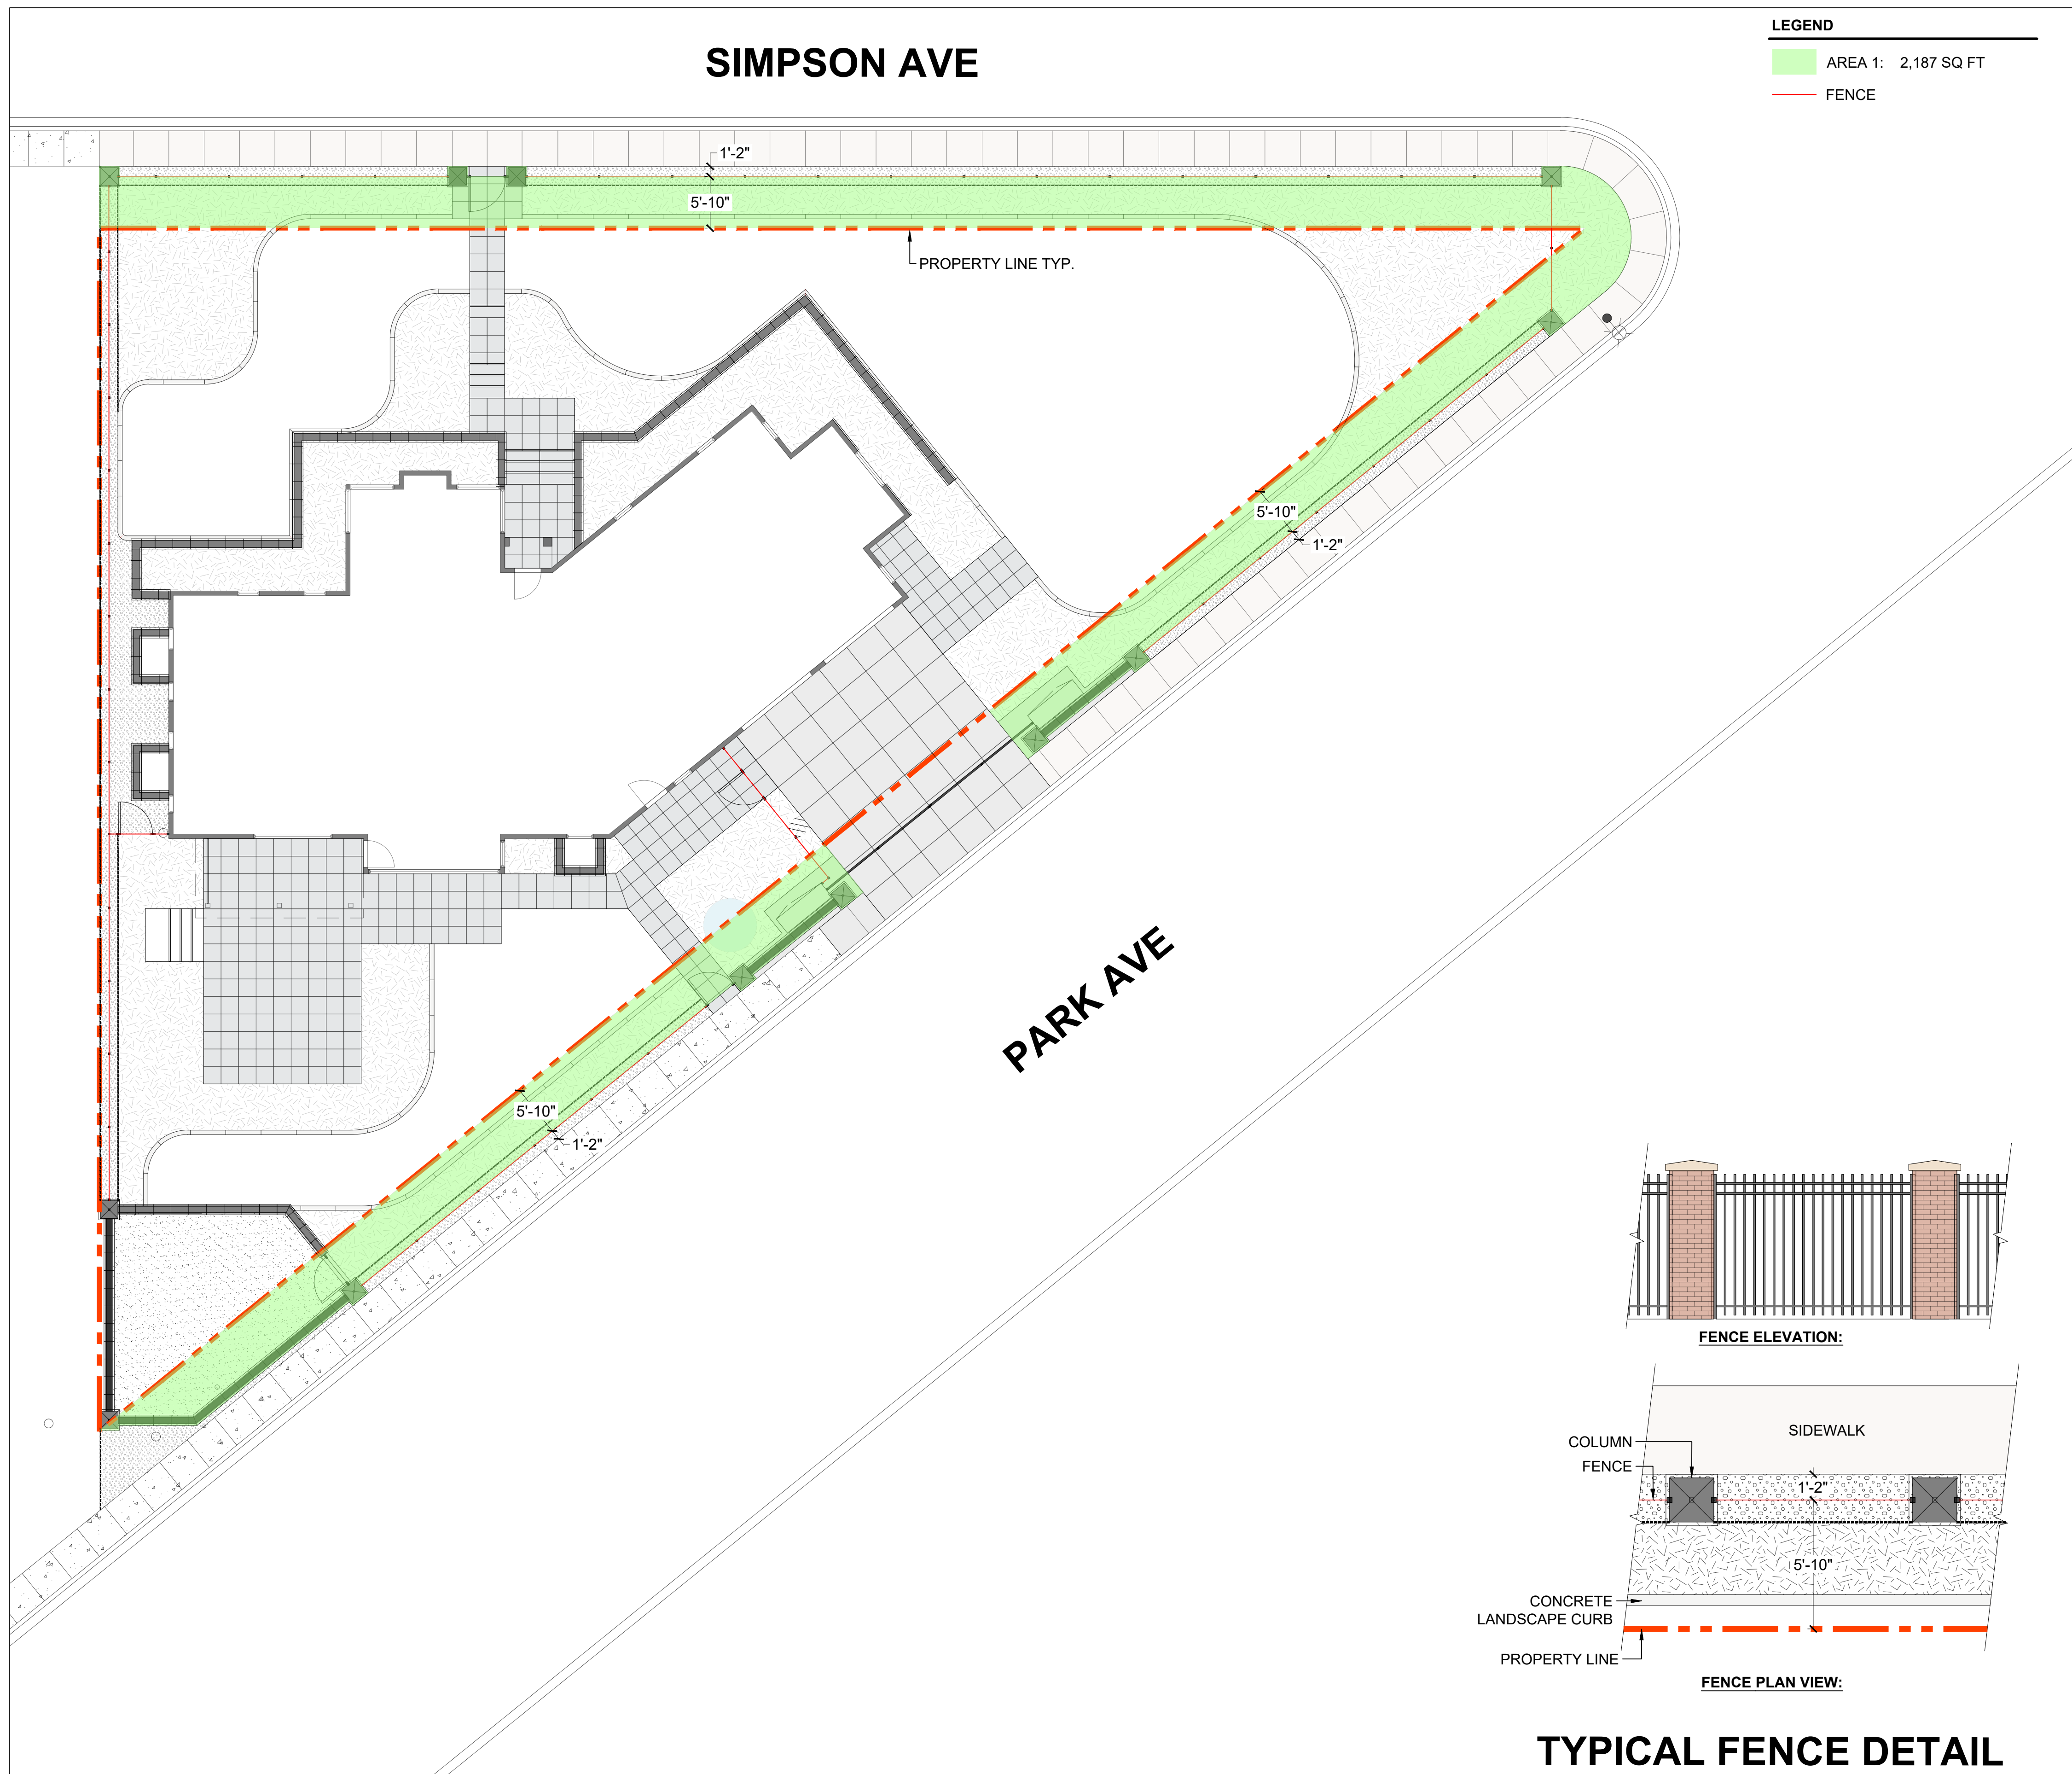 LEGEND
AREA 1: 2,187 SQ FT
FENCE
SIMPSON AVE
1'-2"
5'-10"
PROPERTY LINE TYP.
5'-10"
1'-2"
PARK AVE
5'-10"
1'-2"
FENCE ELEVATION:
SIDEWALK
COLUMN
FENCE
1'-2"
5'-10"
CONCRETE
LANDSCAPE CURB
PROPERTY LINE
FENCE PLAN VIEW:
TYPICAL FENCE DETAIL